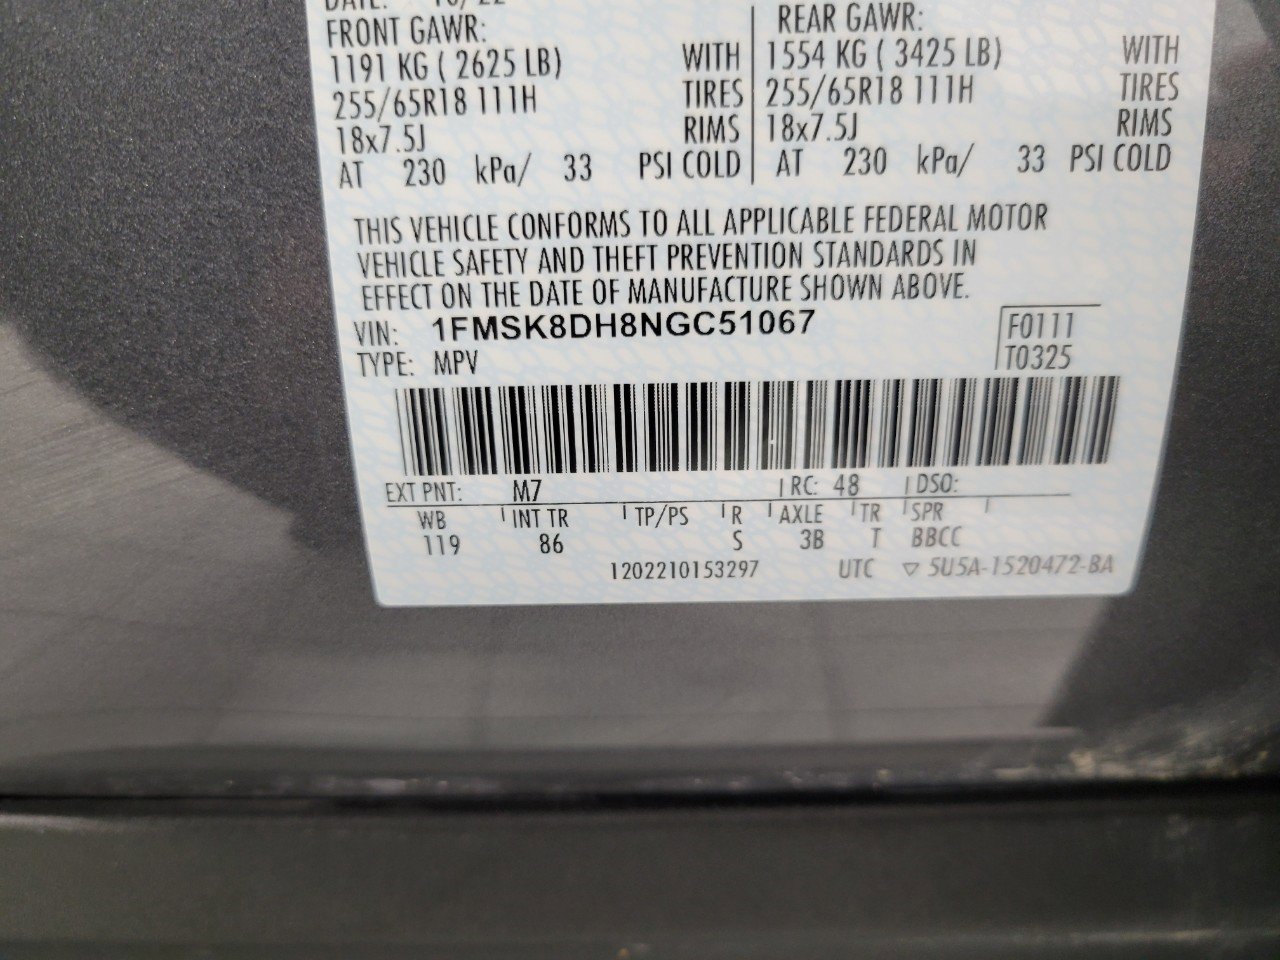 DATE: 10/22
FRONT GAWR:
1191 KG ( 2625 LB) WITH
255/65R18 111H TIRES
18x7.5J RIMS
AT 230 kPa/ 33 PSI COLD
REAR GAWR:
1554 KG ( 3425 LB) WITH
255/65R18 111H TIRES
18x7.5J RIMS
AT 230 kPa/ 33 PSI COLD
THIS VEHICLE CONFORMS TO ALL APPLICABLE FEDERAL MOTOR
VEHICLE SAFETY AND THEFT PREVENTION STANDARDS IN
EFFECT ON THE DATE OF MANUFACTURE SHOWN ABOVE.
VIN: 1FMSK8DH8NGC51067
TYPE: MPV
F0111
T0325
EXT PNT: M7 RC: 48 DSO:
WB INT TR TP/PS R AXLE TR SPR
119 86 S 3B T BBCC
1202210153297 UTC ▽ 5U5A-1520472-BA